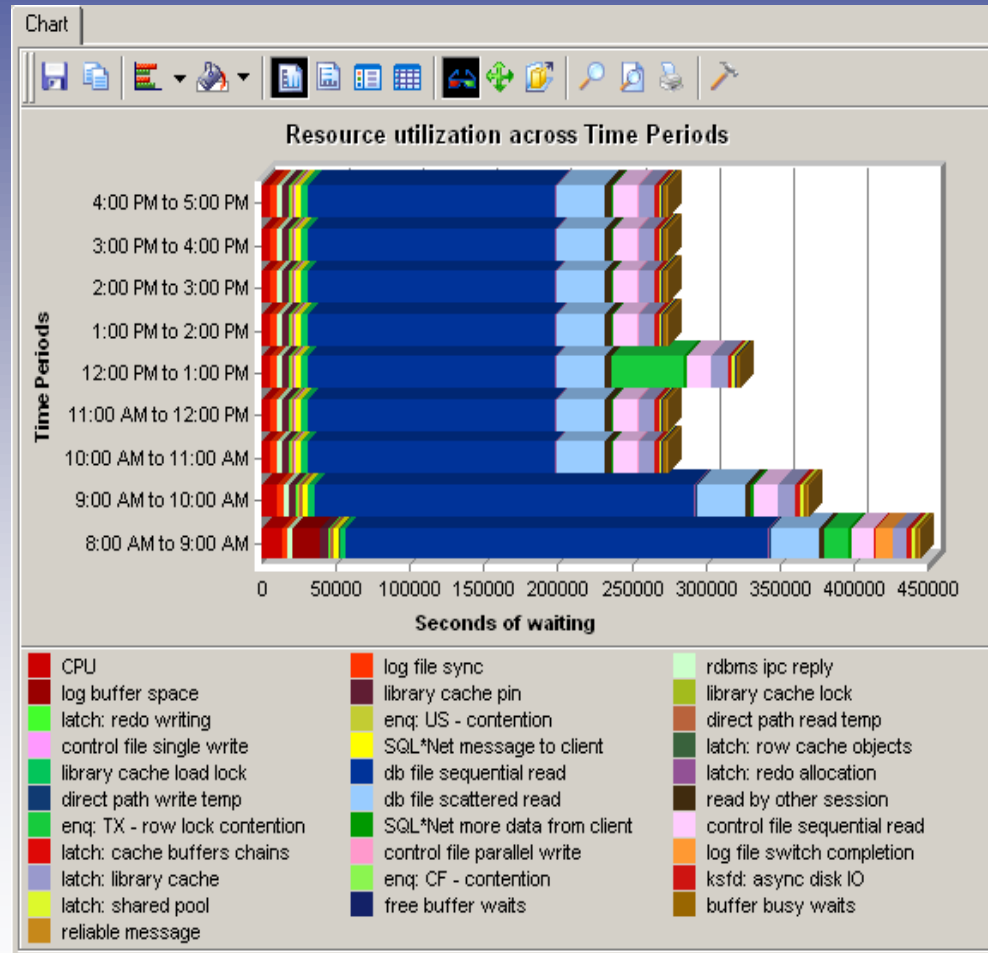 Chart
Resource utilization across Time Periods
Time Periods
4:00 PM to 5:00 PM
3:00 PM to 4:00 PM
2:00 PM to 3:00 PM
1:00 PM to 2:00 PM
12:00 PM to 1:00 PM
11:00 AM to 12:00 PM
10:00 AM to 11:00 AM
9:00 AM to 10:00 AM
8:00 AM to 9:00 AM
0 50000 100000 150000 200000 250000 300000 350000 400000 450000
Seconds of waiting
CPU log file sync rdbms ipc reply
log buffer space library cache pin library cache lock
latch: redo writing enq: US - contention direct path read temp
control file single write SQL*Net message to client latch: row cache objects
library cache load lock db file sequential read latch: redo allocation
direct path write temp db file scattered read read by other session
enq: TX - row lock contention SQL*Net more data from client control file sequential read
latch: cache buffers chains control file parallel write log file switch completion
latch: library cache enq: CF - contention ksfd: async disk IO
latch: shared pool free buffer waits buffer busy waits
reliable message